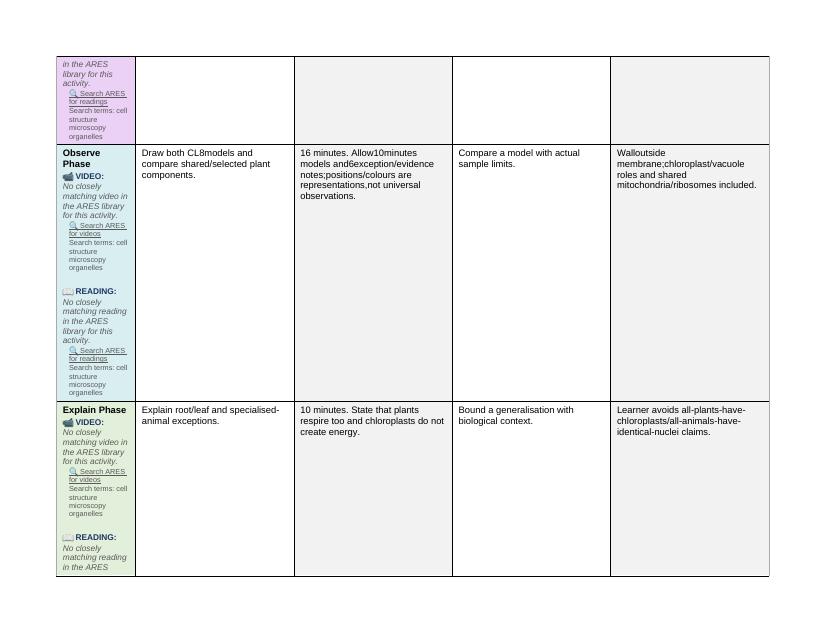 in the ARES
library for this
activity.
🔍 Search ARES
for readings
Search terms: cell
structure
microscopy
organelles
Observe
Phase
📹 VIDEO:
No closely
matching video in
the ARES library
for this activity.
🔍 Search ARES
for videos
Search terms: cell
structure
microscopy
organelles
📖 READING:
No closely
matching reading
in the ARES
library for this
activity.
🔍 Search ARES
for readings
Search terms: cell
structure
microscopy
organelles
Draw both CL8models and
compare shared/selected plant
components.
16 minutes. Allow10minutes
models and6exception/evidence
notes;positions/colours are
representations,not universal
observations.
Compare a model with actual
sample limits.
Walloutside
membrane;chloroplast/vacuole
roles and shared
mitochondria/ribosomes included.
Explain Phase
📹 VIDEO:
No closely
matching video in
the ARES library
for this activity.
🔍 Search ARES
for videos
Search terms: cell
structure
microscopy
organelles
📖 READING:
No closely
matching reading
in the ARES
Explain root/leaf and specialised-
animal exceptions.
10 minutes. State that plants
respire too and chloroplasts do not
create energy.
Bound a generalisation with
biological context.
Learner avoids all-plants-have-
chloroplasts/all-animals-have-
identical-nuclei claims.